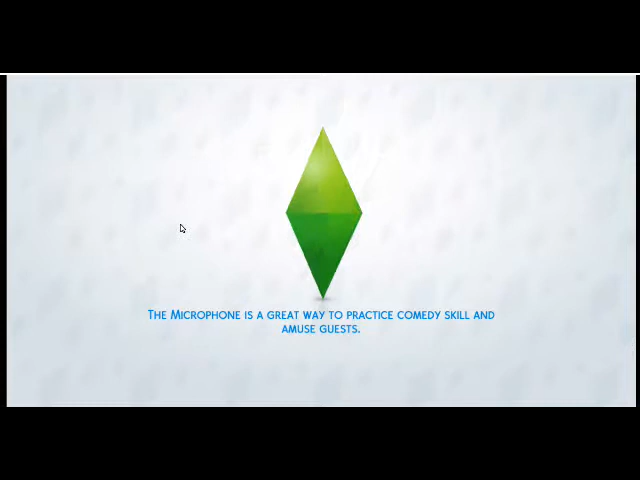 The Microphone is a great way to practice comedy skill and
amuse guests.